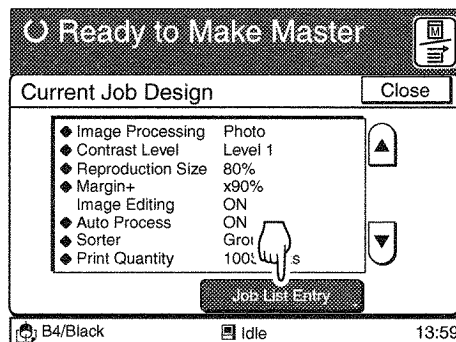 Ready to Make Master
M
Current Job Design
Close
Image Processing Photo
Contrast Level Level 1
Reproduction Size 80%
Margin+ x90%
Image Editing ON
Auto Process ON
Sorter
Print Quantity
Job List Entry
B4/Black
Idle
13:59